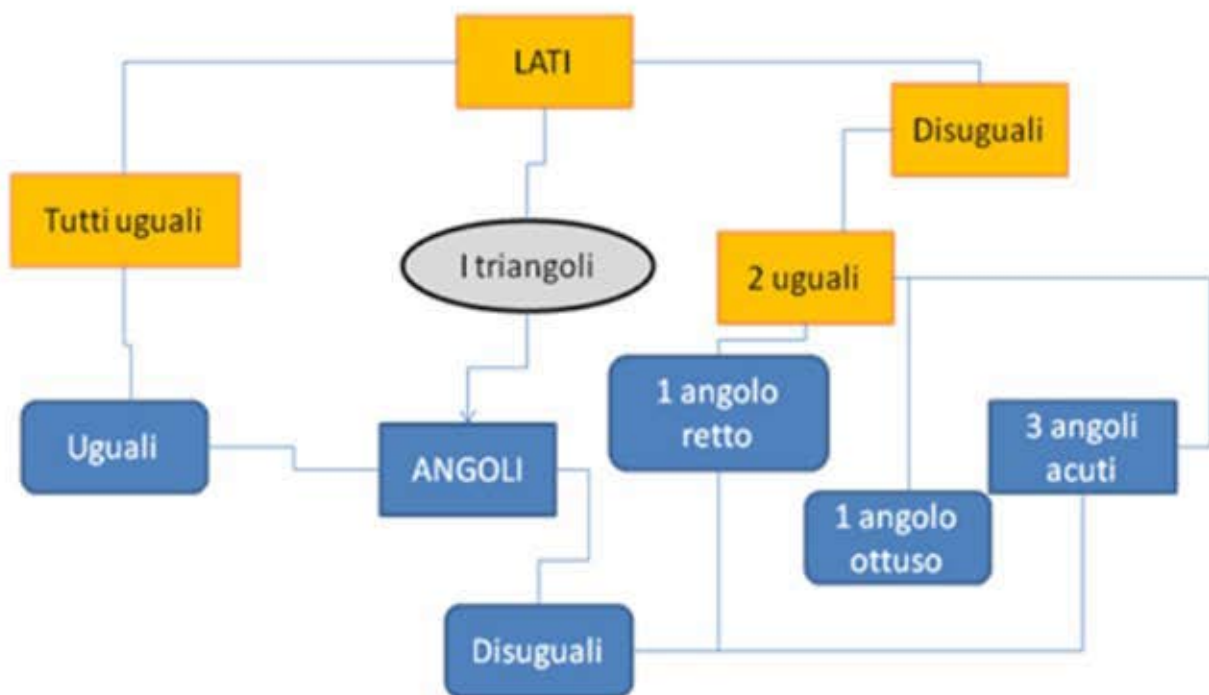 LATI
Disuguali
Tutti uguali
I triangoli
2 uguali
1 angolo
retto
3 angoli
acuti
Uguali
ANGOLI
1 angolo
ottuso
Disuguali